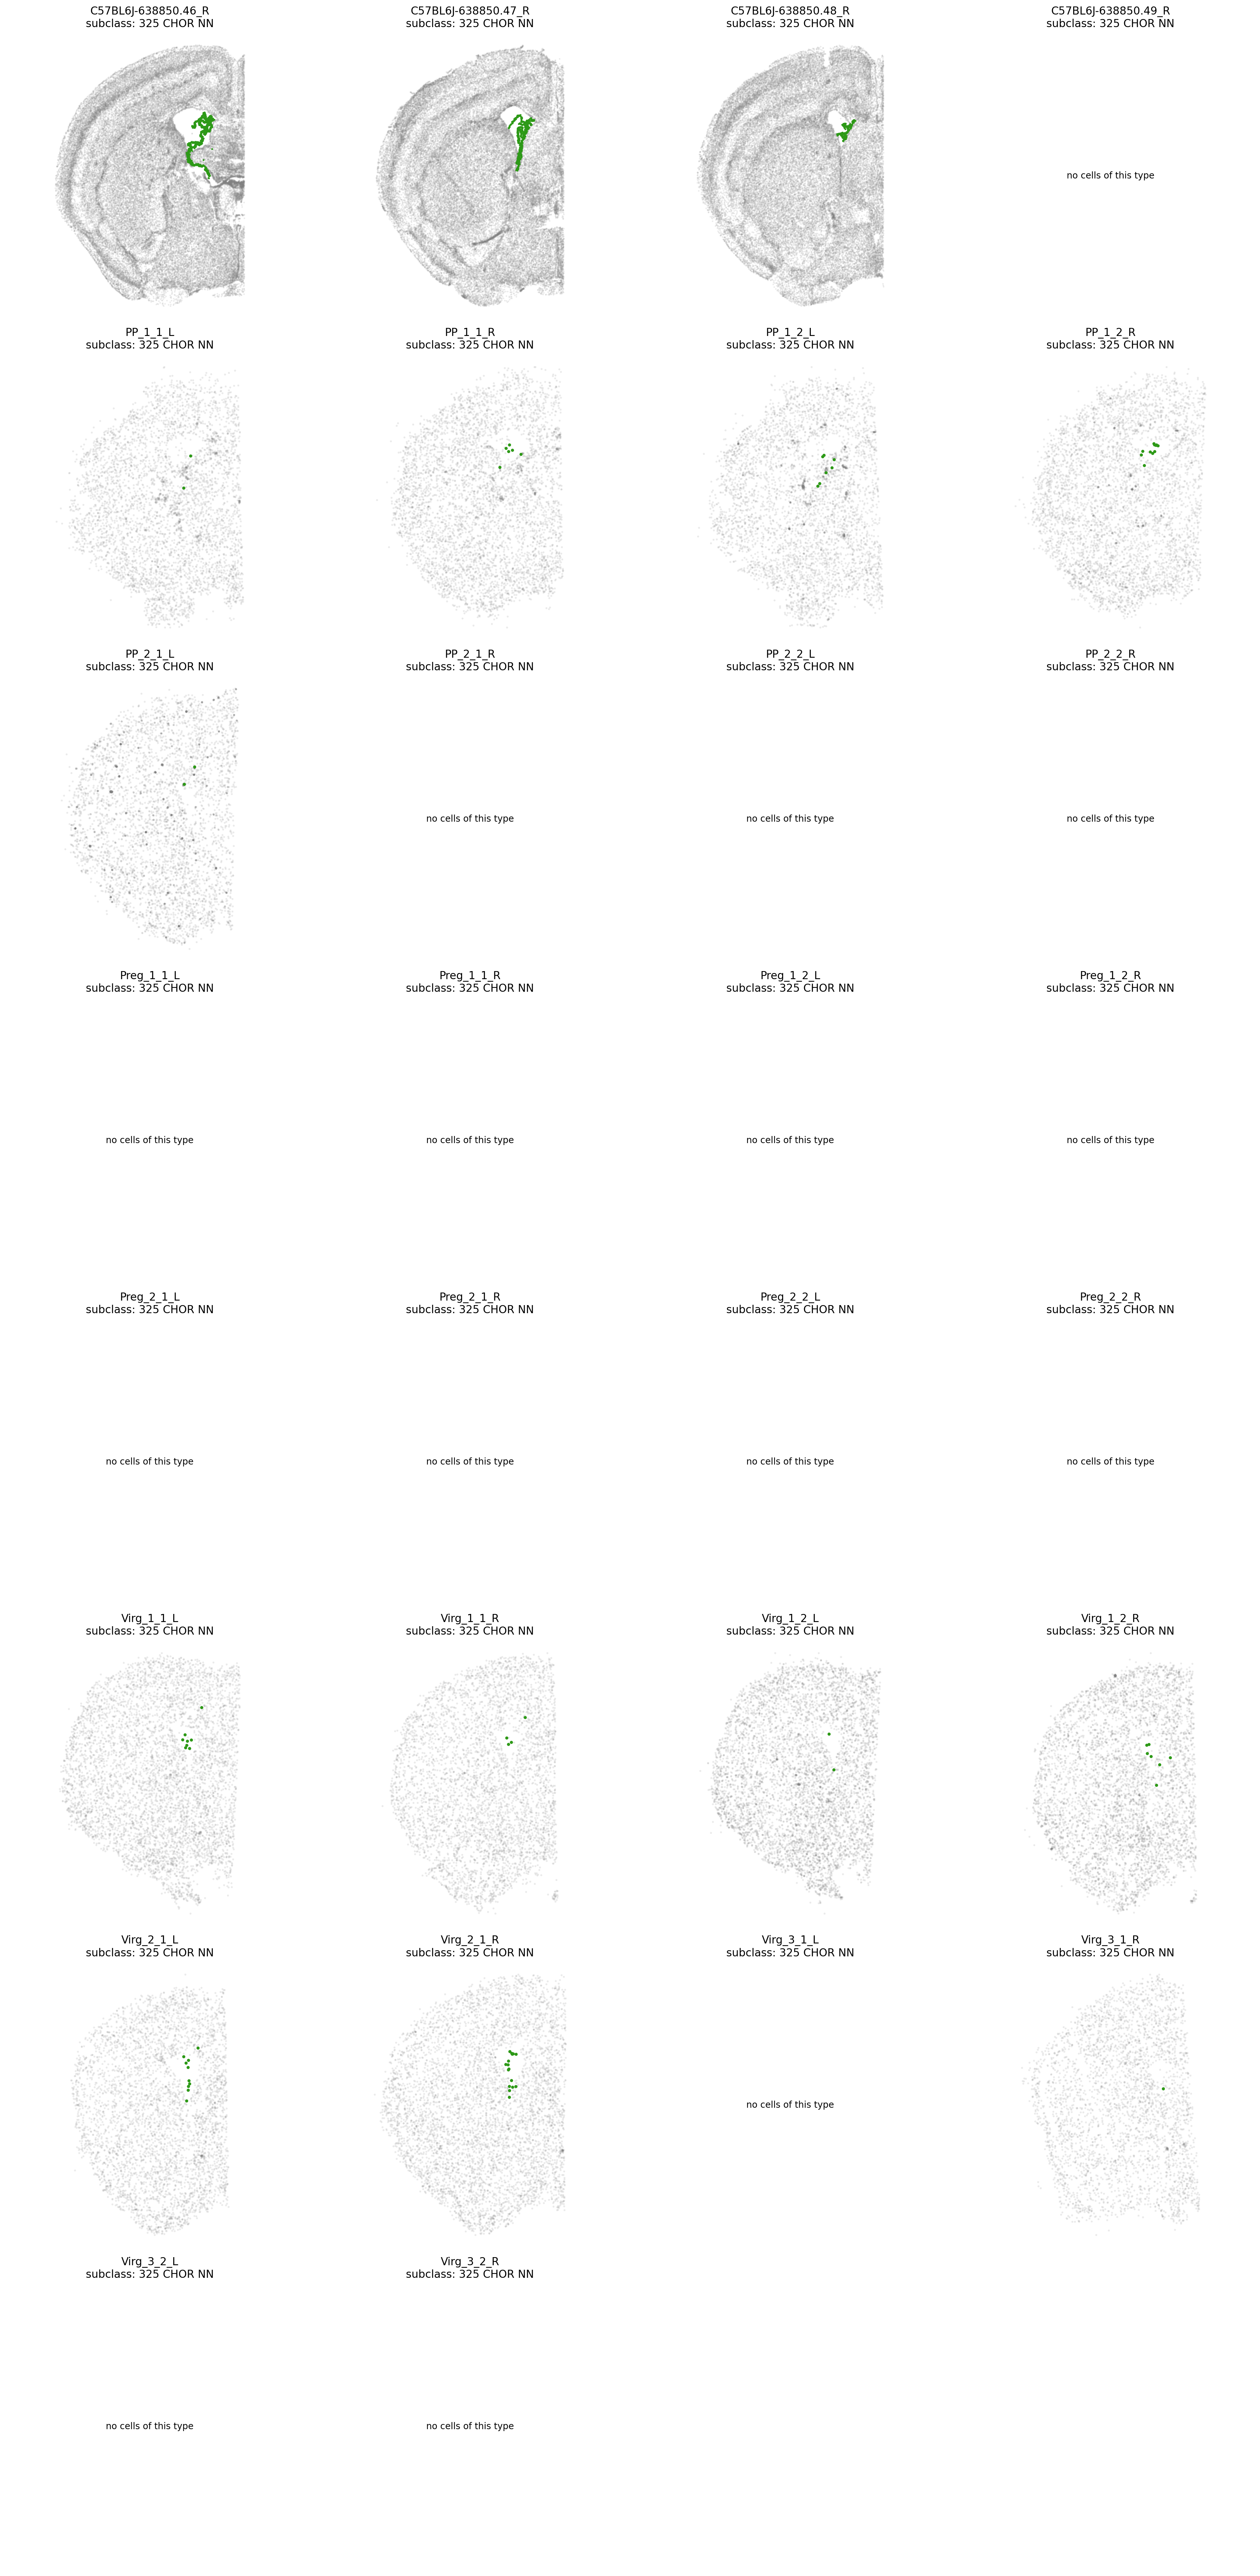 C57BL6J-638850.46_R
subclass: 325 CHOR NN
C57BL6J-638850.47_R
subclass: 325 CHOR NN
C57BL6J-638850.48_R
subclass: 325 CHOR NN
C57BL6J-638850.49_R
subclass: 325 CHOR NN
no cells of this type
PP_1_1_L
subclass: 325 CHOR NN
PP_1_1_R
subclass: 325 CHOR NN
PP_1_2_L
subclass: 325 CHOR NN
PP_1_2_R
subclass: 325 CHOR NN
PP_2_1_L
subclass: 325 CHOR NN
PP_2_1_R
subclass: 325 CHOR NN
no cells of this type
PP_2_2_L
subclass: 325 CHOR NN
no cells of this type
PP_2_2_R
subclass: 325 CHOR NN
no cells of this type
Preg_1_1_L
subclass: 325 CHOR NN
no cells of this type
Preg_1_1_R
subclass: 325 CHOR NN
no cells of this type
Preg_1_2_L
subclass: 325 CHOR NN
no cells of this type
Preg_1_2_R
subclass: 325 CHOR NN
no cells of this type
Preg_2_1_L
subclass: 325 CHOR NN
no cells of this type
Preg_2_1_R
subclass: 325 CHOR NN
no cells of this type
Preg_2_2_L
subclass: 325 CHOR NN
no cells of this type
Preg_2_2_R
subclass: 325 CHOR NN
no cells of this type
Virg_1_1_L
subclass: 325 CHOR NN
Virg_1_1_R
subclass: 325 CHOR NN
Virg_1_2_L
subclass: 325 CHOR NN
Virg_1_2_R
subclass: 325 CHOR NN
Virg_2_1_L
subclass: 325 CHOR NN
Virg_2_1_R
subclass: 325 CHOR NN
Virg_3_1_L
subclass: 325 CHOR NN
no cells of this type
Virg_3_1_R
subclass: 325 CHOR NN
Virg_3_2_L
subclass: 325 CHOR NN
no cells of this type
Virg_3_2_R
subclass: 325 CHOR NN
no cells of this type